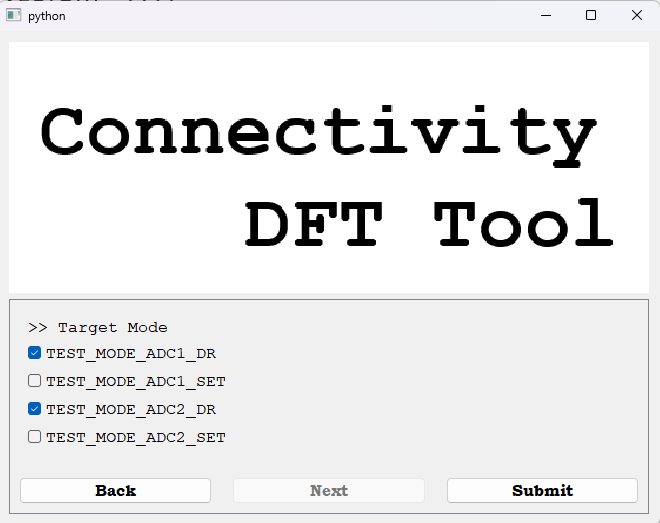 python
Connectivity
DFT Tool
>> Target Mode
TEST_MODE_ADC1_DR
TEST_MODE_ADC1_SET
TEST_MODE_ADC2_DR
TEST_MODE_ADC2_SET
Back Next Submit